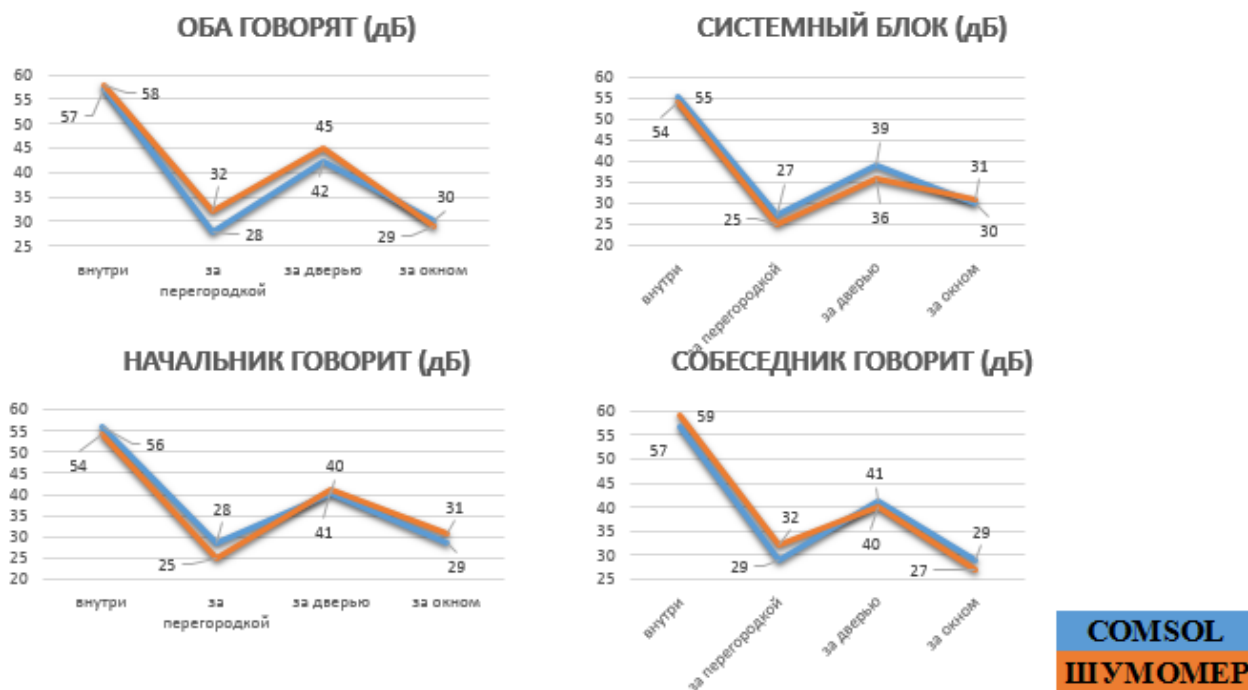 ОБА ГОВОРЯТ (дБ)
60
55
50
45
40
35
30
25
57
58
32
28
45
42
30
29
внутри
за
перегородкой
за дверью
за окном
СИСТЕМНЫЙ БЛОК (дБ)
60
55
50
45
40
35
30
25
20
55
54
27
25
39
36
31
30
внутри
за перегородкой
за дверью
за окном
НАЧАЛЬНИК ГОВОРИТ (дБ)
60
55
50
45
40
35
30
25
20
56
54
28
25
40
41
31
29
внутри
за
перегородкой
за дверью
за окном
СОБЕСЕДНИК ГОВОРИТ (дБ)
60
55
50
45
40
35
30
25
59
57
32
29
41
40
29
27
внутри
за перегородкой
за дверью
за окном
COMSOL
ШУМОМЕР